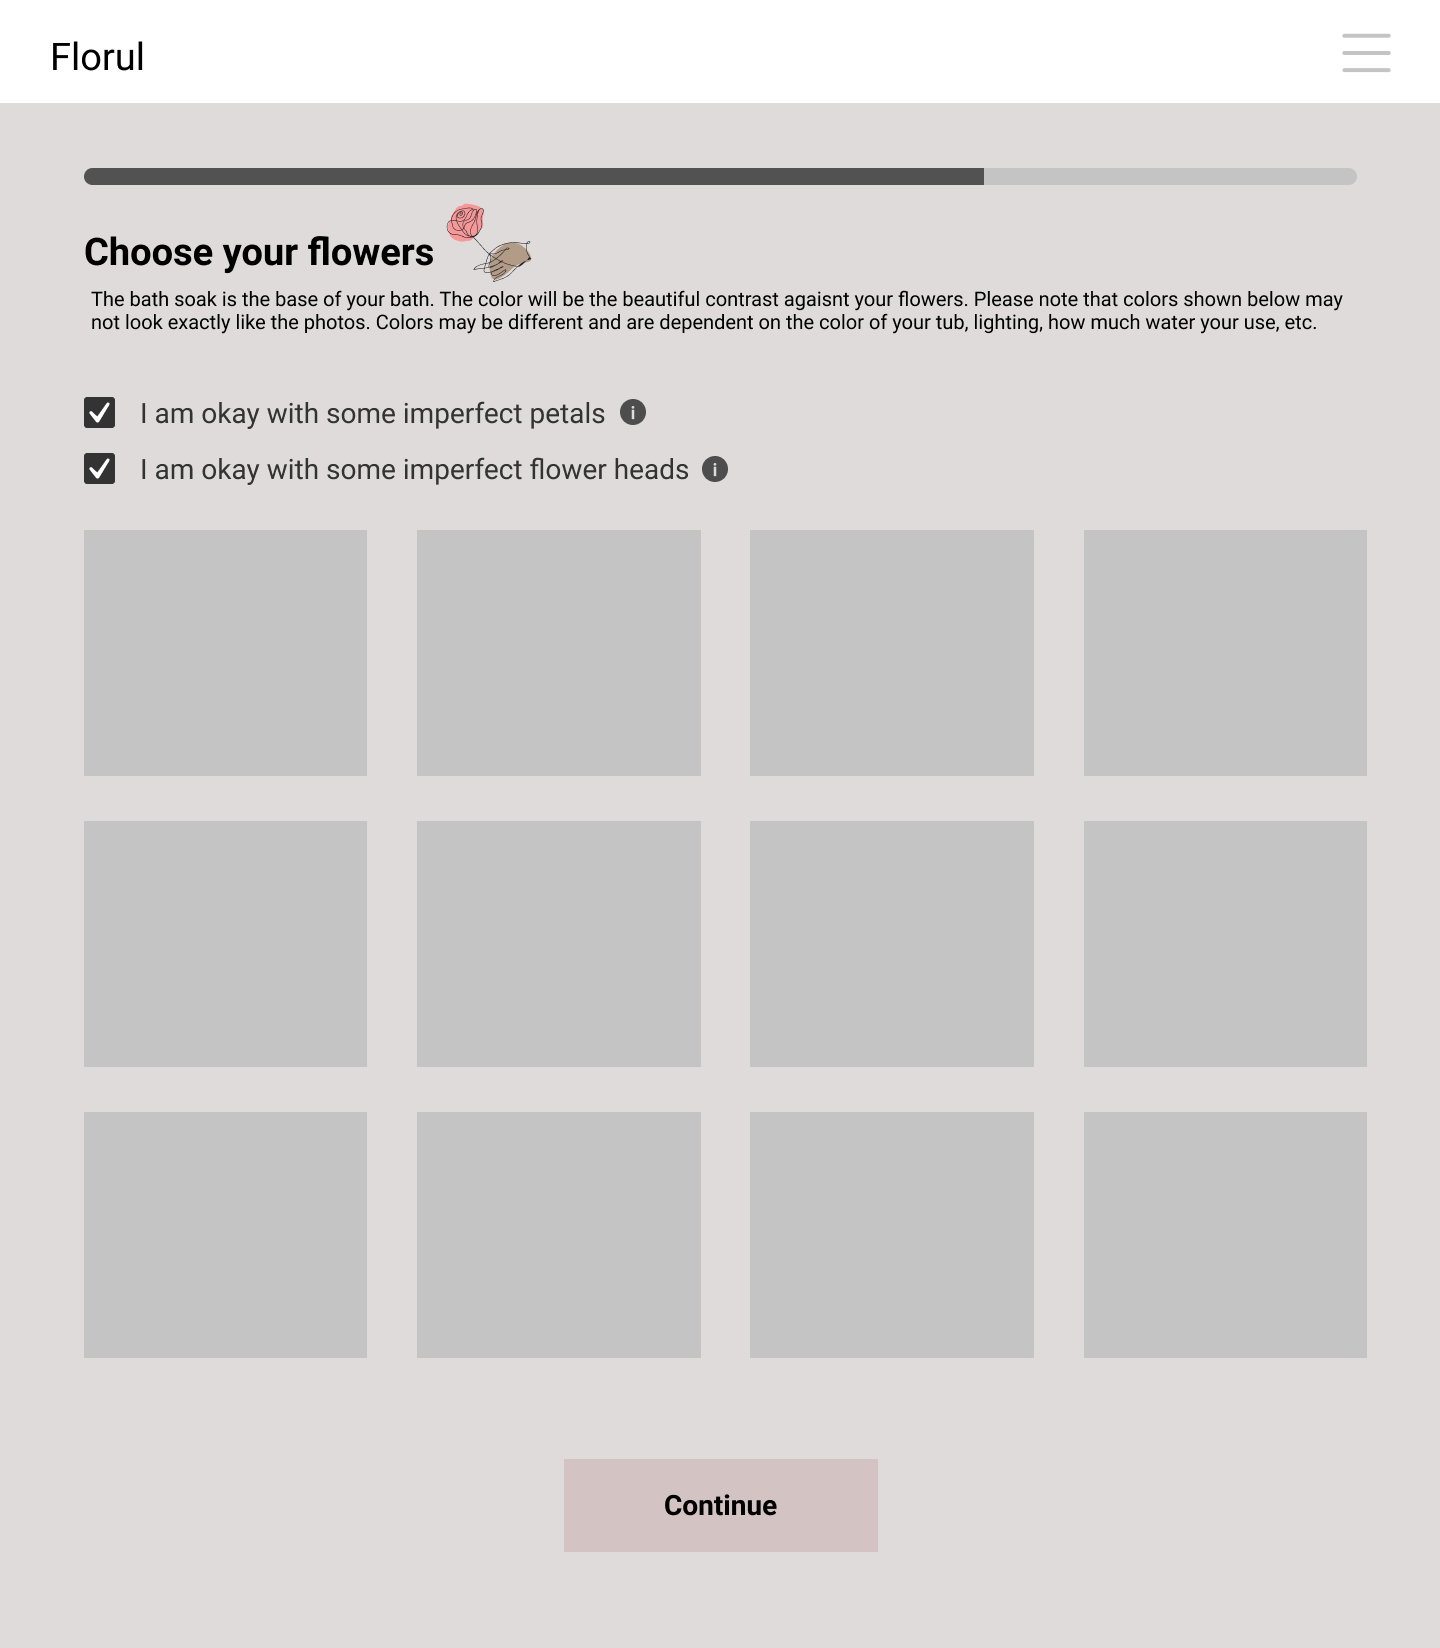 Florul
Choose your flowers
The bath soak is the base of your bath. The color will be the beautiful contrast agaisnt your flowers. Please note that colors shown below may
not look exactly like the photos. Colors may be different and are dependent on the color of your tub, lighting, how much water your use, etc.
I am okay with some imperfect petals i
I am okay with some imperfect flower heads i
Continue